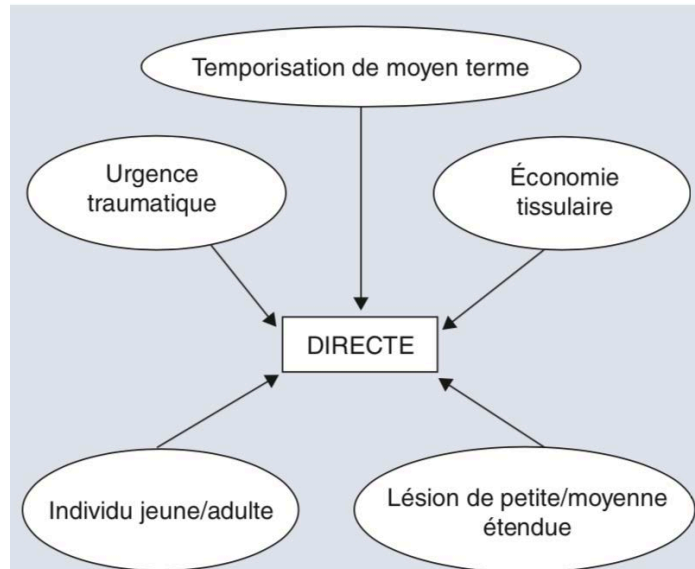 Temporisation de moyen terme
Urgence
traumatique
Économie
tissulaire
DIRECTE
Individu jeune/adulte
Lésion de petite/moyenne
étendue